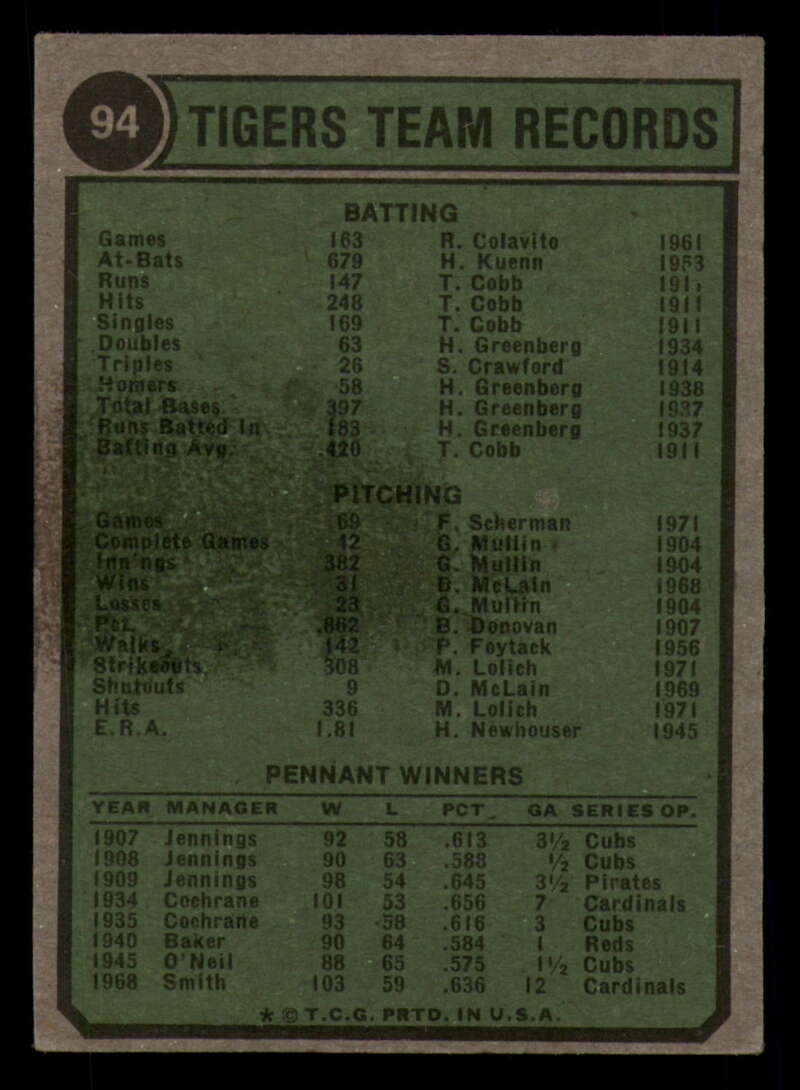 94
TIGERS TEAM RECORDS
BATTING
Games 163 R. Colavito 1961
At-Bats 679 H. Kuenn 1953
Runs 147 T. Cobb 1911
Hits 248 T. Cobb 1911
Singles 169 T. Cobb 1911
Doubles 63 H. Greenberg 1934
Triples 26 S. Crawford 1914
Homers 58 H. Greenberg 1938
Total Bases 397 H. Greenberg 1937
Runs Batted In 183 H. Greenberg 1937
Batting Avg. .420 T. Cobb 1911
PITCHING
Games 69 F. Scherman 1971
Complete Games 42 G. Mullin 1904
Innings 382 G. Mullin 1904
Wins 31 D. McLain 1968
Losses 23 G. Mullin 1904
Pct. .862 B. Donovan 1907
Walks 142 P. Foytack 1956
Strikeouts 308 M. Lolich 1971
Shutouts 9 D. McLain 1969
Hits 336 M. Lolich 1971
E.R.A. 1.81 H. Newhouser 1945
PENNANT WINNERS
YEAR MANAGER W L PCT. GA SERIES OP.
1907 Jennings 92 58 .613 3½ Cubs
1908 Jennings 90 63 .588 ½ Cubs
1909 Jennings 98 54 .645 3½ Pirates
1934 Cochrane 101 53 .656 7 Cardinals
1935 Cochrane 93 58 .616 3 Cubs
1940 Baker 90 64 .584 1 Reds
1945 O'Neil 88 65 .575 1½ Cubs
1968 Smith 103 59 .636 12 Cardinals
* © T.C.G. PRTD. IN U.S.A.